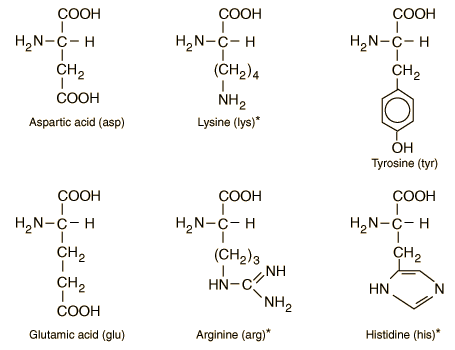 COOH COOH COOH
H2N–C–H H2N–C–H H2N–C–H
CH2 (CH2)4 CH2
COOH NH2 OH
Aspartic acid (asp) Lysine (lys)* Tyrosine (tyr)
COOH COOH COOH
H2N–C–H H2N–C–H H2N–C–H
CH2 (CH2)3 CH2
CH2 HN–C NH HN N
COOH NH2
Glutamic acid (glu) Arginine (arg)* Histidine (his)*